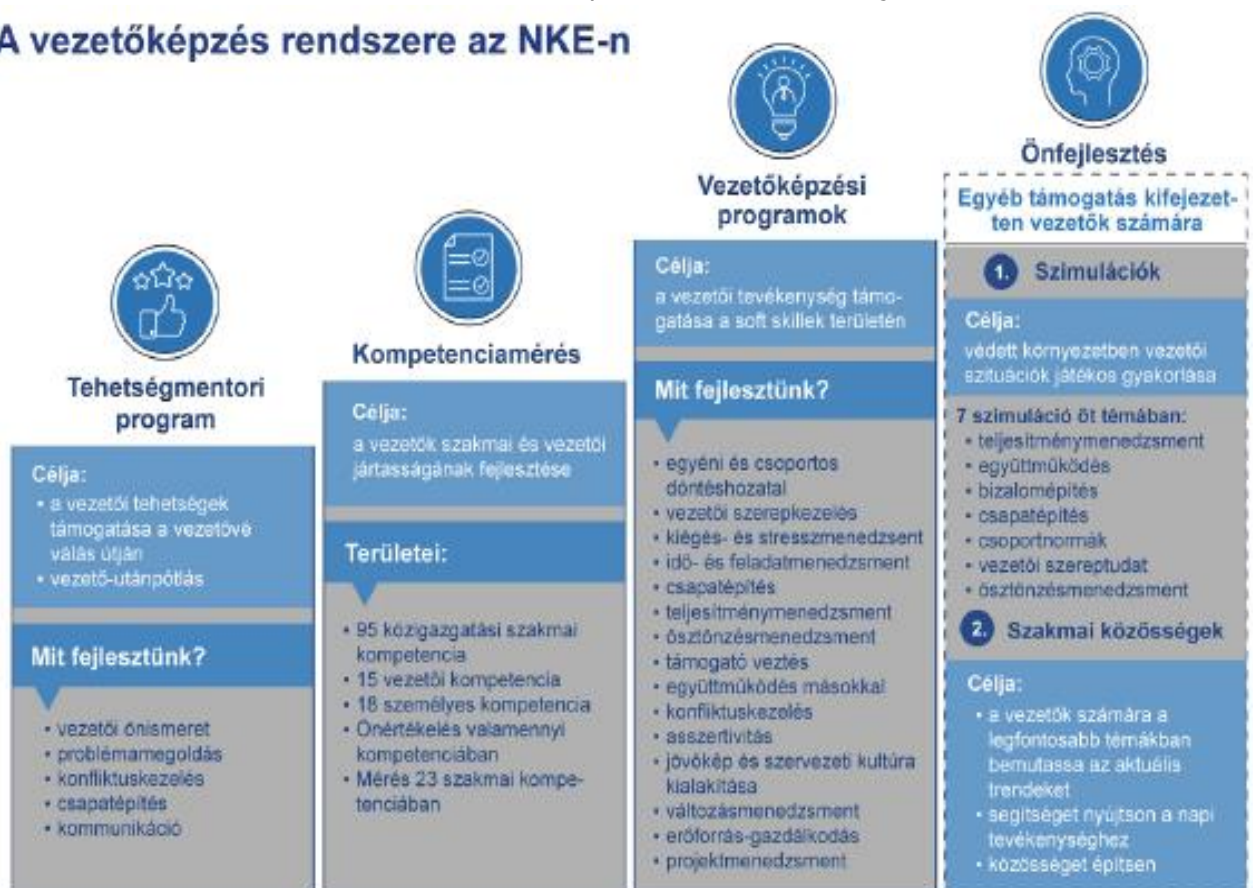 A vezetőképzés rendszere az NKE-n
Tehetségmentori
program
Célja:
• a vezetői tehetségek
támogatása a vezetővé
válás útján
• vezető-utánpótlás
Mit fejlesztünk?
• vezetői önismeret
• problémamegoldás
• konfliktuskezelés
• csapatépítés
• kommunikáció
Kompetenciamérés
Célja:
a vezetők szakmai és vezetői
jártasságának fejlesztése
Területei:
• 95 közigazgatási szakmai
kompetencia
• 15 vezetői kompetencia
• 18 személyes kompetencia
• Önértékelés valamennyi
kompetenciában
• Mérés 23 szakmai kompe-
tenciában
Vezetőképzési
programok
Célja:
a vezetői tevékenység támo-
gatása a soft skillek területén
Mit fejlesztünk?
• egyéni és csoportos
döntéshozatal
• vezetői szerepkezelés
• kiégés- és stresszmenedzsent
• idő- és feladatmenedzsment
• csapatépítés
• teljesítménymenedzsment
• ösztönzésmenedzsment
• támogató veztés
• együttműködés másokkal
• konfliktuskezelés
• asszertivitás
• jövőkép és szervezeti kultúra
kialakítása
• változásmenedzsment
• erőforrás-gazdálkodás
• projektmenedzsment
Önfejlesztés
Egyéb támogatás kifejezet-
ten vezetők számára
1. Szimulációk
Célja:
védett környezetben vezetői
szituációk játékos gyakorlása
7 szimuláció öt témában:
• teljesítménymenedzsment
• együttműködés
• bizalomépítés
• csapatépítés
• csoportnormák
• vezetői szereptudat
• ösztönzésmenedzsment
2. Szakmai közösségek
Célja:
• a vezetők számára a
legfontosabb témákban
bemutassa az aktuális
trendeket
• segítséget nyújtson a napi
tevékenységhez
• közösséget építsen